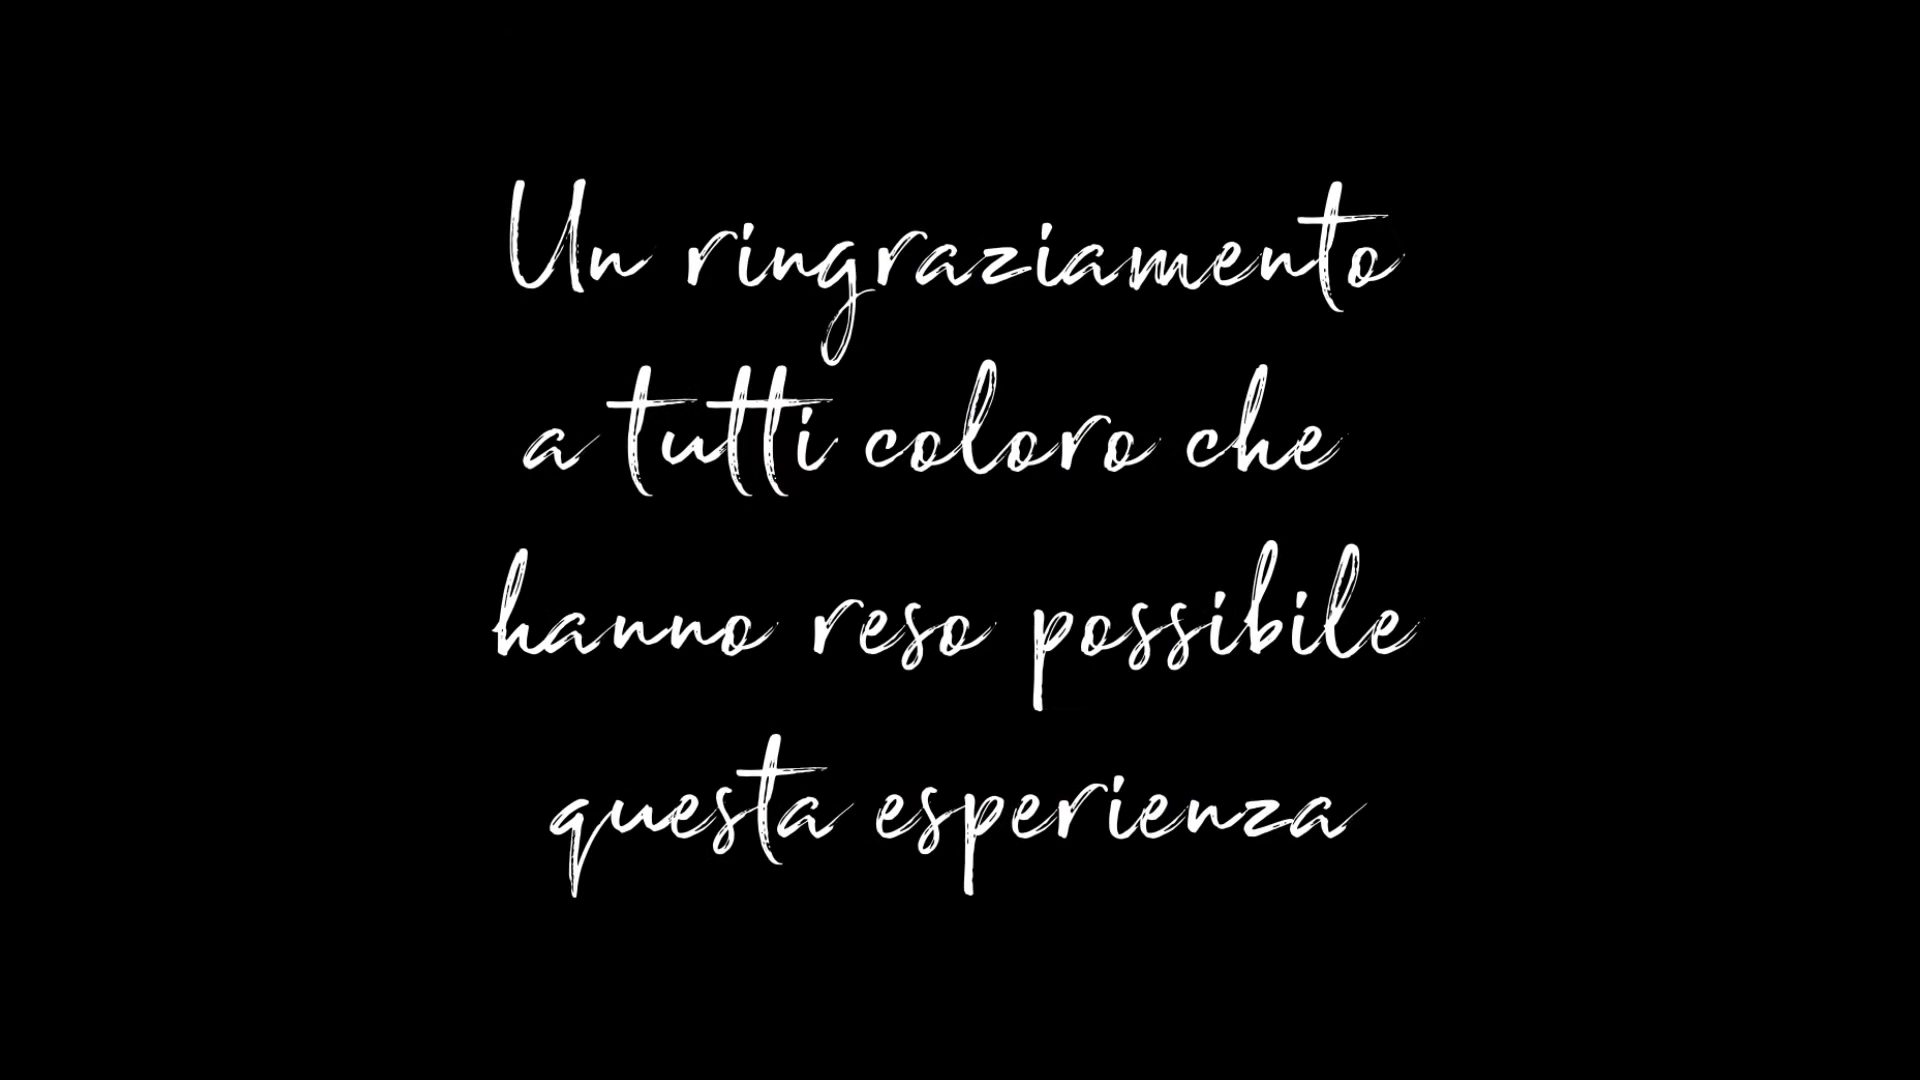 Un ringraziamento
a tutti coloro che
hanno reso possibile
questa esperienza